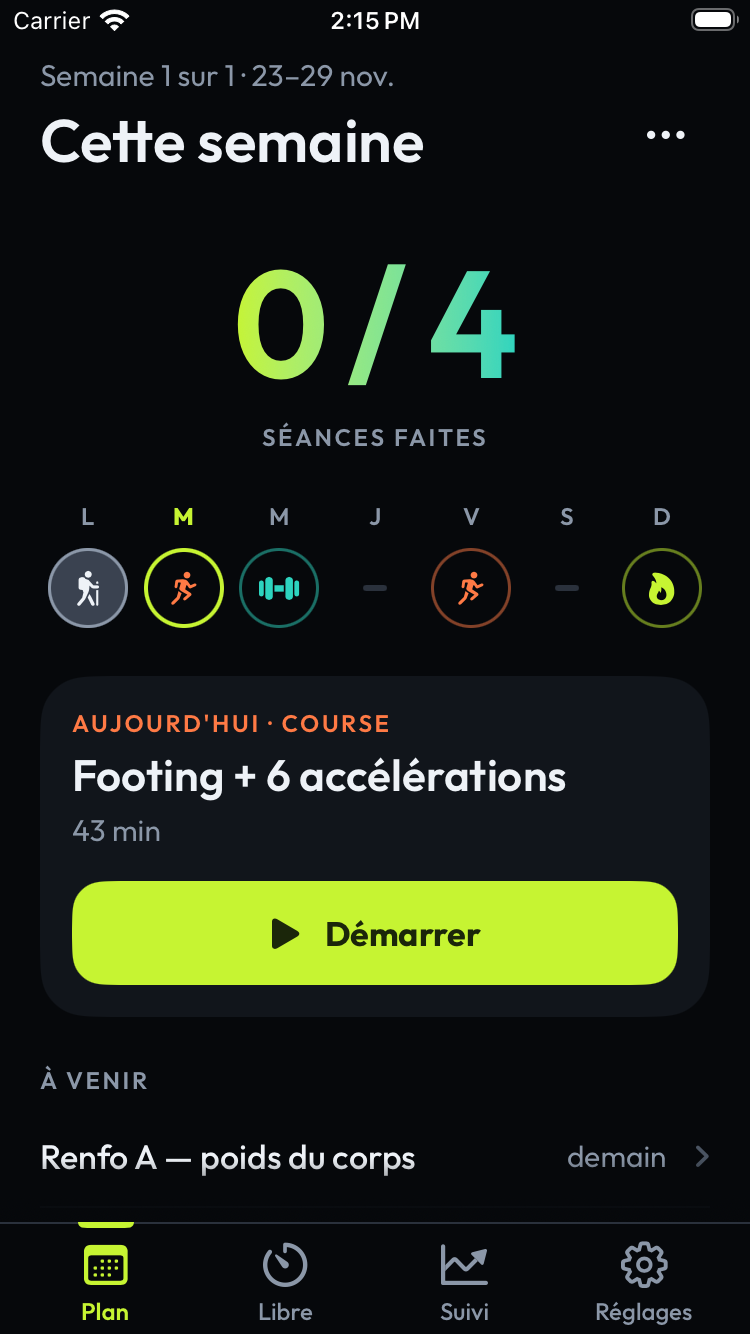 Carrier 2:15 PM
Semaine 1 sur 1 · 23–29 nov.
Cette semaine
0/4
SÉANCES FAITES
L M M J V S D
AUJOURD'HUI · COURSE
Footing + 6 accélérations
43 min
Démarrer
À VENIR
Renfo A — poids du corps demain
Plan Libre Suivi Réglages